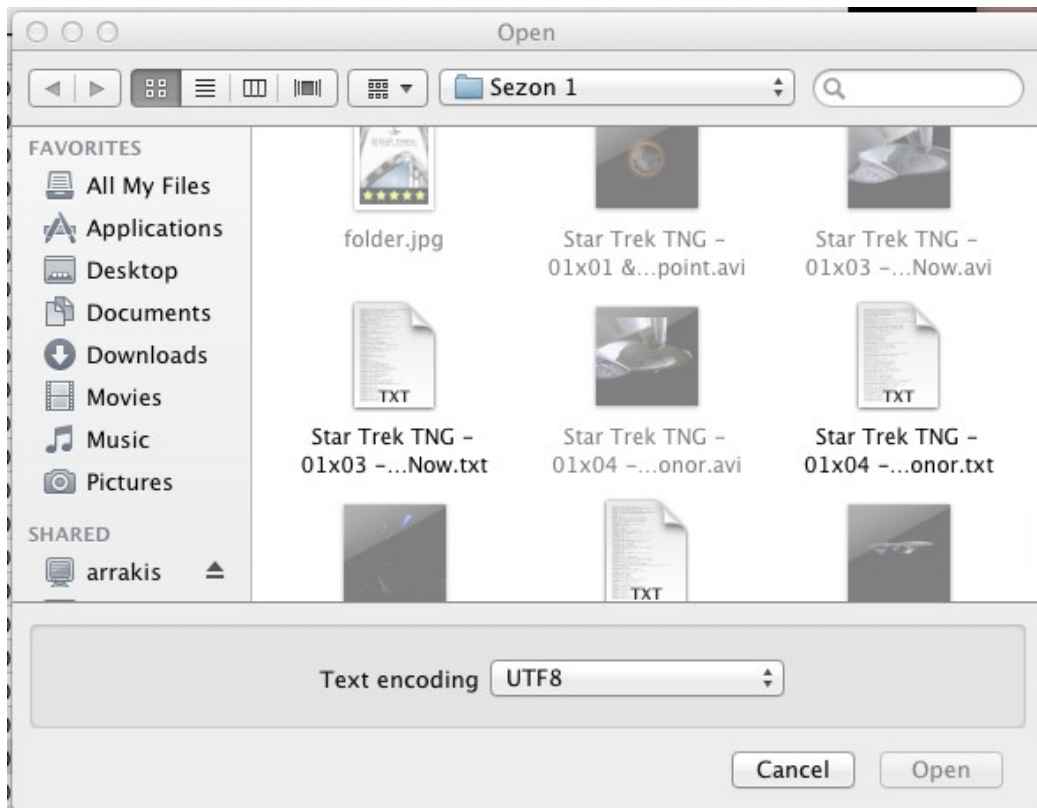 Open
Sezon 1
FAVORITES
All My Files
Applications
Desktop
Documents
Downloads
Movies
Music
Pictures
SHARED
arrakis
folder.jpg
Star Trek TNG –
01x01 &...point.avi
Star Trek TNG –
01x03 –...Now.avi
TXT
Star Trek TNG –
01x03 –...Now.txt
Star Trek TNG –
01x04 –...onor.avi
TXT
Star Trek TNG –
01x04 –...onor.txt
TXT
Text encoding
UTF8
Cancel
Open